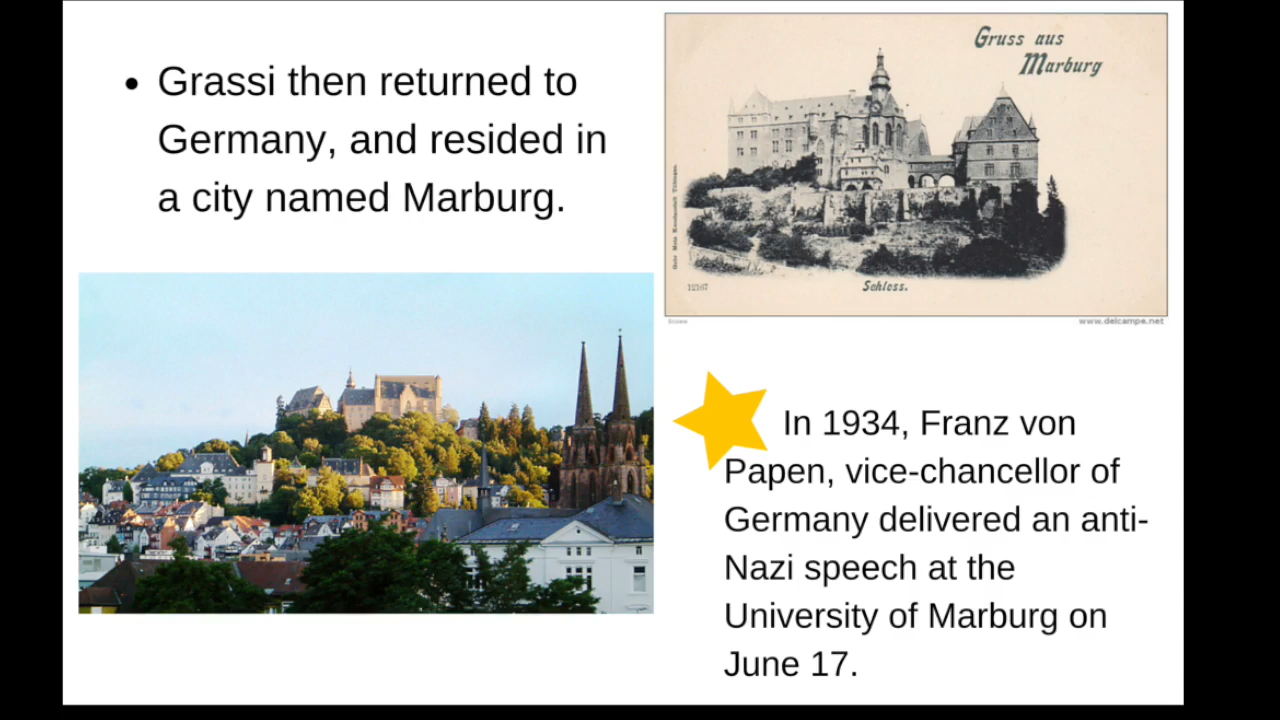 • Grassi then returned to
Germany, and resided in
a city named Marburg.
Gruss aus
Marburg
12167
Schloss.
www.delcampe.net
In 1934, Franz von
Papen, vice-chancellor of
Germany delivered an anti-
Nazi speech at the
University of Marburg on
June 17.